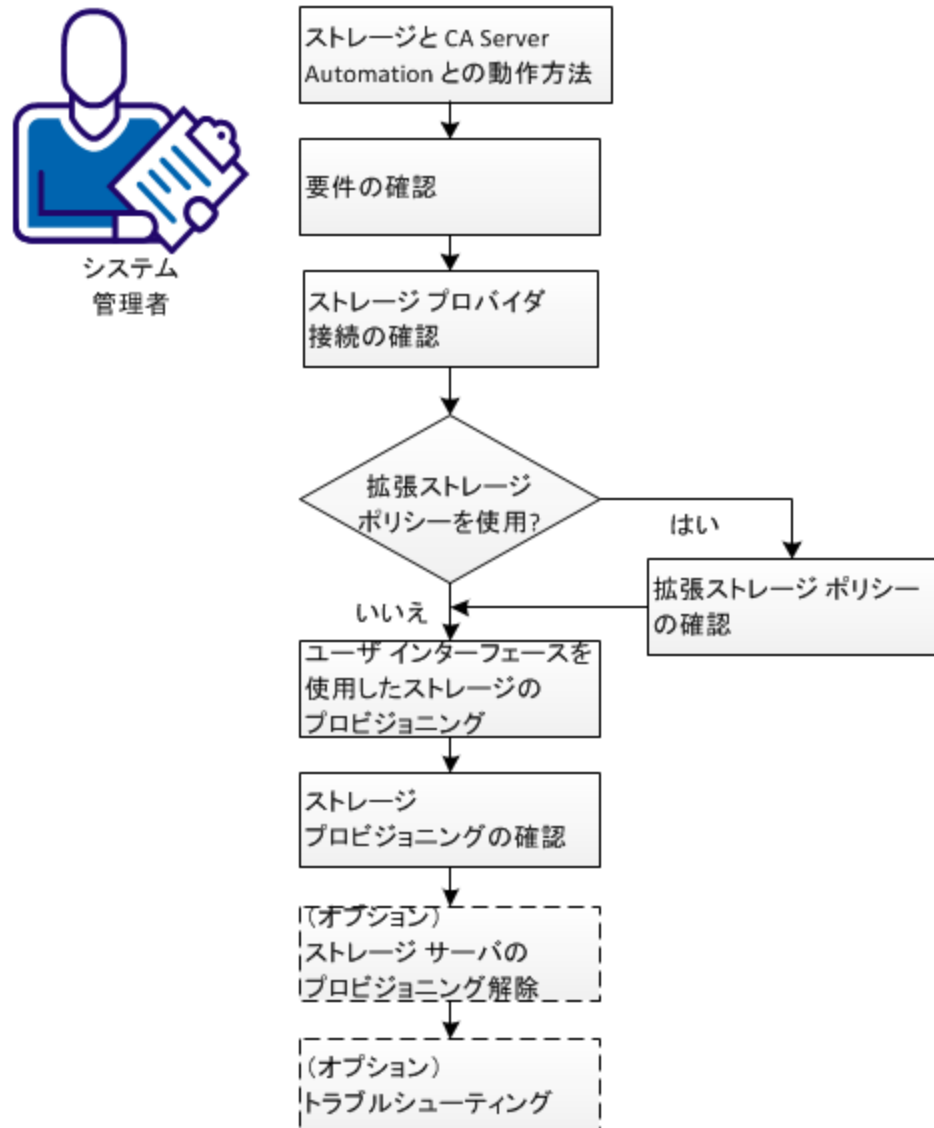 ストレージと CA Server
Automation との動作方法
要件の確認
システム
管理者
ストレージ プロバイダ
接続の確認
拡張ストレージ
ポリシーを使用?
はい
拡張ストレージ ポリシー
の確認
いいえ
ユーザ インターフェースを
使用したストレージの
プロビジョニング
ストレージ
プロビジョニングの確認
(オプション)
ストレージ サーバの
プロビジョニング解除
(オプション)
トラブルシューティング